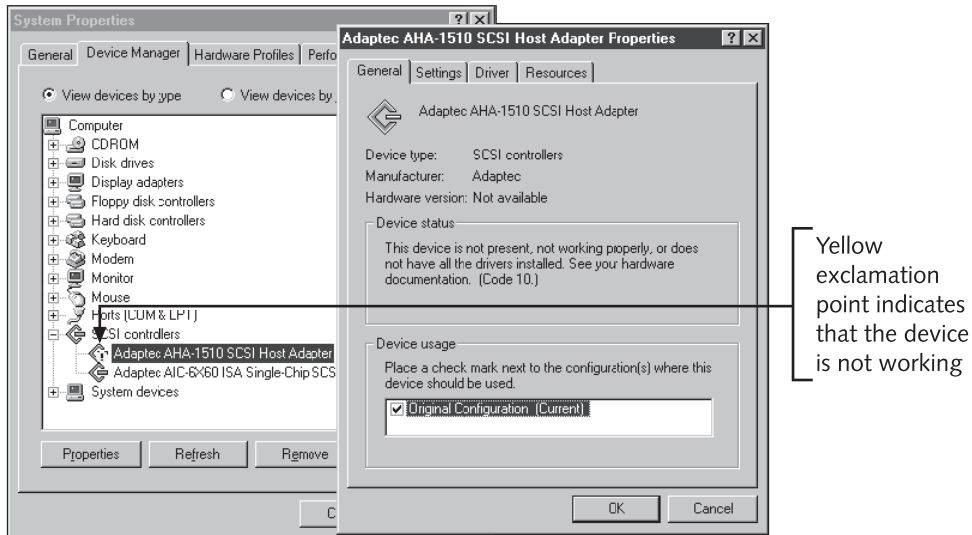 System Properties
General
Device Manager
Hardware Profiles
Perfo
View devices by type
View devices by
Computer
CDROM
Disk drives
Display adapters
Floppy disk controllers
Hard disk controllers
Keyboard
Modem
Monitor
Mouse
Ports (COM & LPT)
SCSI controllers
Adaptec AHA-1510 SCSI Host Adapter
Adaptec AIC-6X60 ISA Single-Chip SCS
System devices
Properties
Refresh
Remove
C
Adaptec AHA-1510 SCSI Host Adapter Properties
General
Settings
Driver
Resources
Adaptec AHA-1510 SCSI Host Adapter
Device type: SCSI controllers
Manufacturer: Adaptec
Hardware version: Not available
Device status
This device is not present, not working properly, or does
not have all the drivers installed. See your hardware
documentation. (Code 10.)
Device usage
Place a check mark next to the configuration(s) where this
device should be used.
Original Configuration (Current)
OK
Cancel
Yellow
exclamation
point indicates
that the device
is not working